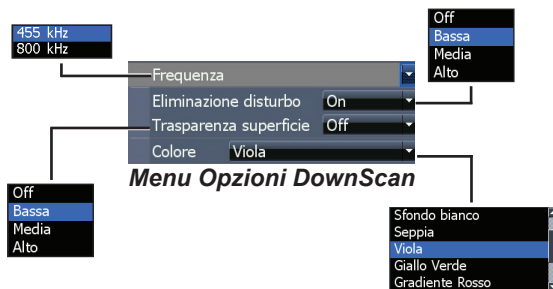 455 kHz
800 kHz
Off
Bassa
Media
Alto
Frequenza
Eliminazione disturbo On
Trasparenza superficie Off
Colore Viola
Menu Opzioni DownScan
Off
Bassa
Media
Alto
Sfondo bianco
Seppia
Viola
Giallo Verde
Gradiente Rosso